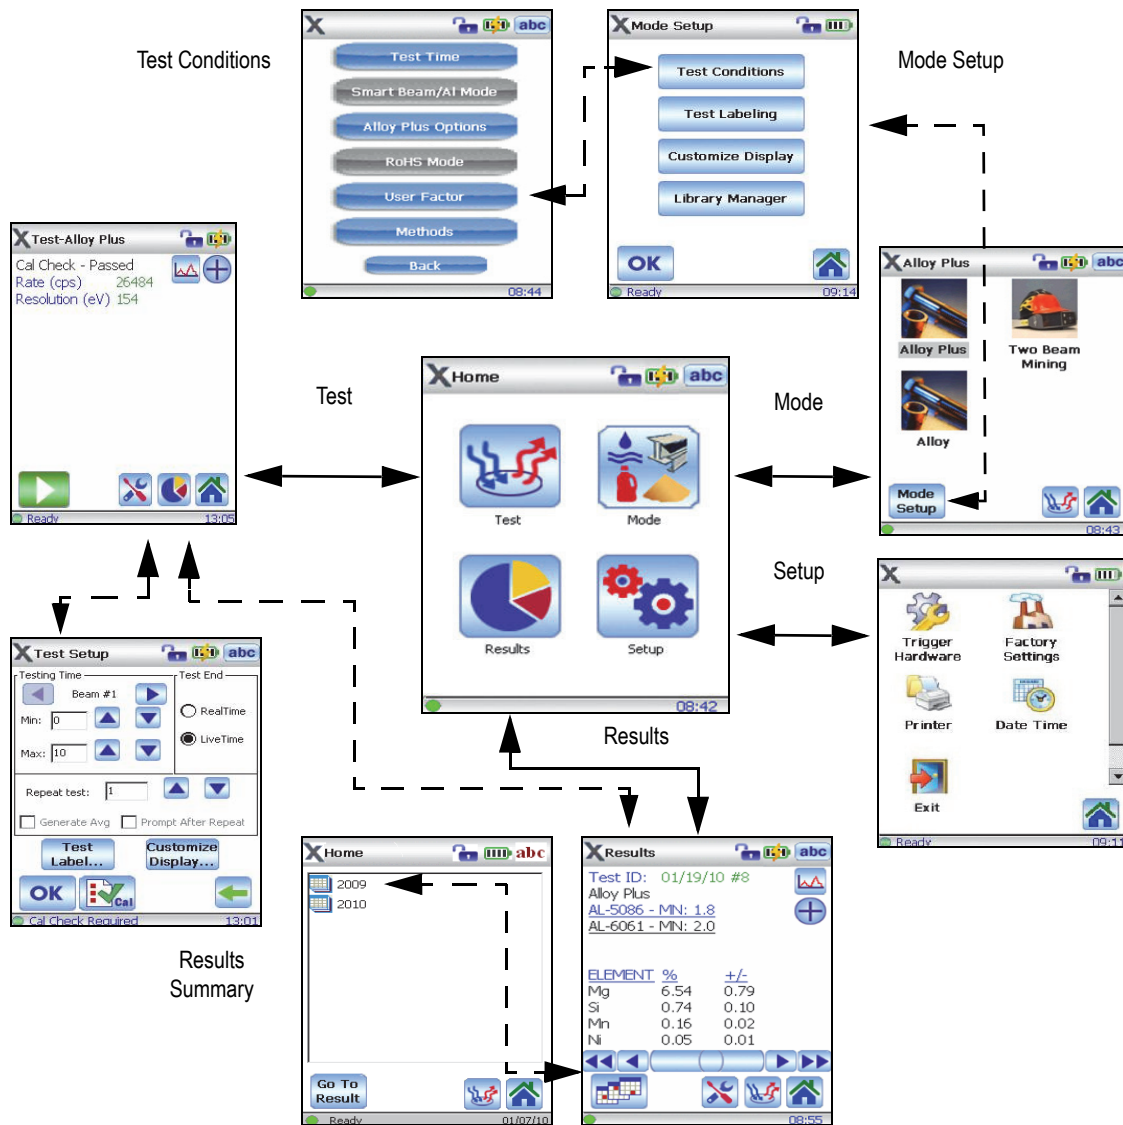 Test Conditions
abc
Test Time
Smart Beam/Al Mode
Alloy Plus Options
RoHS Mode
User Factor
Methods
Back
08:44
Mode Setup
Test Conditions
Test Labeling
Customize Display
Library Manager
OK
Ready
09:14
Mode Setup
Test-Alloy Plus
Cal Check - Passed
Rate (cps) 26484
Resolution (eV) 154
Ready
13:05
Test
Home
abc
Test
Mode
Results
Setup
08:42
Mode
Alloy Plus
abc
Alloy Plus
Two Beam
Mining
Alloy
Mode
Setup
08:43
Setup
Trigger
Hardware
Factory
Settings
Printer
Date Time
Exit
Ready
09:11
Test Setup
abc
Testing Time
Test End
Beam #1
Min: 0
RealTime
Max: 10
LiveTime
Repeat test: 1
Generate Avg
Prompt After Repeat
Test
Label...
Customize
Display...
OK
Cal
Cal Check Required
13:01
Results
Summary
Results
Home
abc
2009
2010
Go To
Result
Ready
01/07/10
Results
abc
Test ID: 01/19/10 #8
Alloy Plus
AL-5086 - MN: 1.8
AL-6061 - MN: 2.0
ELEMENT % +/-
Mg 6.54 0.79
Si 0.74 0.10
Mn 0.16 0.02
Ni 0.05 0.01
08:55